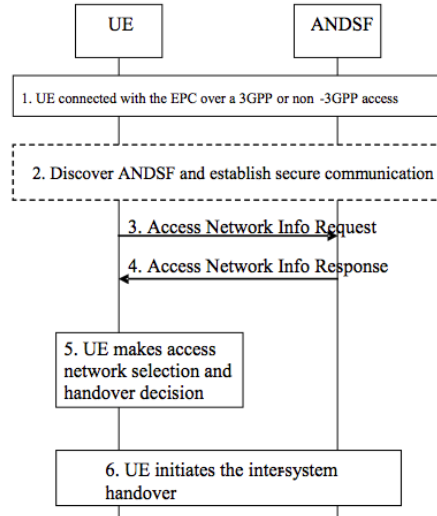 UE
ANDSF
1. UE connected with the EPC over a 3GPP or non -3GPP access
2. Discover ANDSF and establish secure communication
3. Access Network Info Request
4. Access Network Info Response
5. UE makes access
network selection and
handover decision
6. UE initiates the inter-system
handover